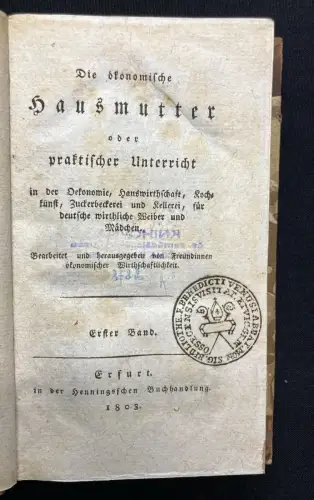 Die ökonomische
Hausmutter
oder
praktischer Unterricht
in der Oekonomie, Hauswirthschaft, Koch-
kunst, Zuckerbeckerei und Kellerei, für
deutsche wirthliche Weiber und
Mädchen.
Bearbeitet und herausgegeben von Freundinnen
ökonomischer Wirthschaftlichkeit.
Erster Band.
Erfurt.
in der Henningsschen Buchhandlung.
1803.